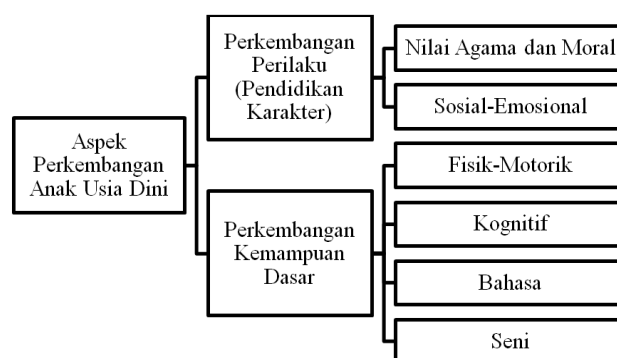 Aspek
Perkembangan
Anak Usia Dini
Perkembangan
Perilaku
(Pendidikan
Karakter)
Nilai Agama dan Moral
Sosial-Emosional
Perkembangan
Kemampuan
Dasar
Fisik-Motorik
Kognitif
Bahasa
Seni